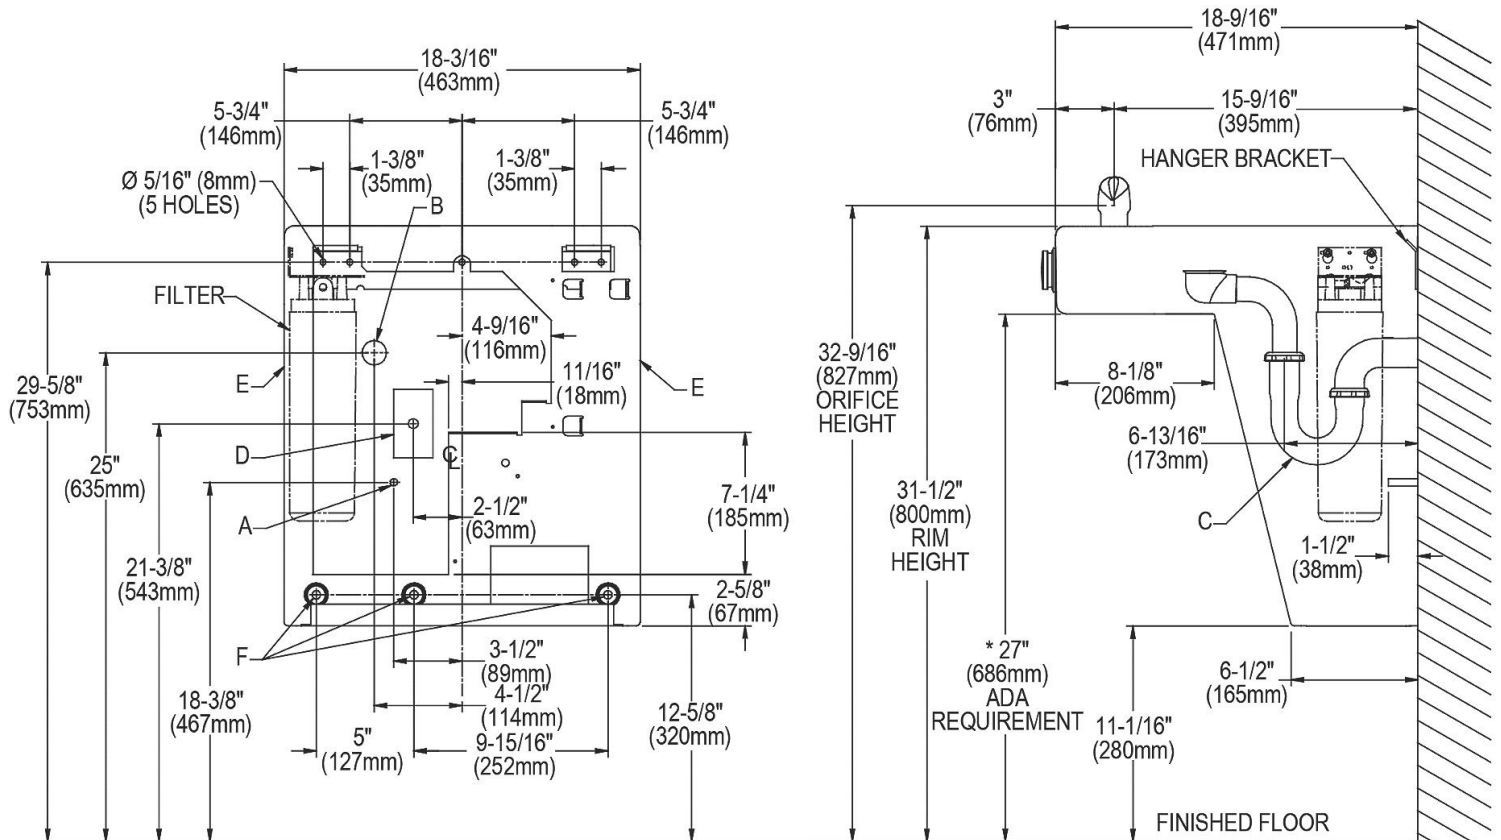 18-3/16"
(463mm)
5-3/4"
(146mm)
5-3/4"
(146mm)
1-3/8"
(35mm)
1-3/8"
(35mm)
Ø 5/16" (8mm)
(5 HOLES)
B
FILTER
4-9/16"
(116mm)
E
11/16"
(18mm)
E
29-5/8"
(753mm)
25"
(635mm)
D
CL
A
2-1/2"
(63mm)
7-1/4"
(185mm)
21-3/8"
(543mm)
2-5/8"
(67mm)
F
3-1/2"
(89mm)
4-1/2"
(114mm)
18-3/8"
(467mm)
12-5/8"
(320mm)
5"
(127mm)
9-15/16"
(252mm)
18-9/16"
(471mm)
3"
(76mm)
15-9/16"
(395mm)
HANGER BRACKET
32-9/16"
(827mm)
ORIFICE
HEIGHT
8-1/8"
(206mm)
6-13/16"
(173mm)
31-1/2"
(800mm)
RIM
HEIGHT
C
1-1/2"
(38mm)
* 27"
(686mm)
ADA
REQUIREMENT
6-1/2"
(165mm)
11-1/16"
(280mm)
FINISHED FLOOR